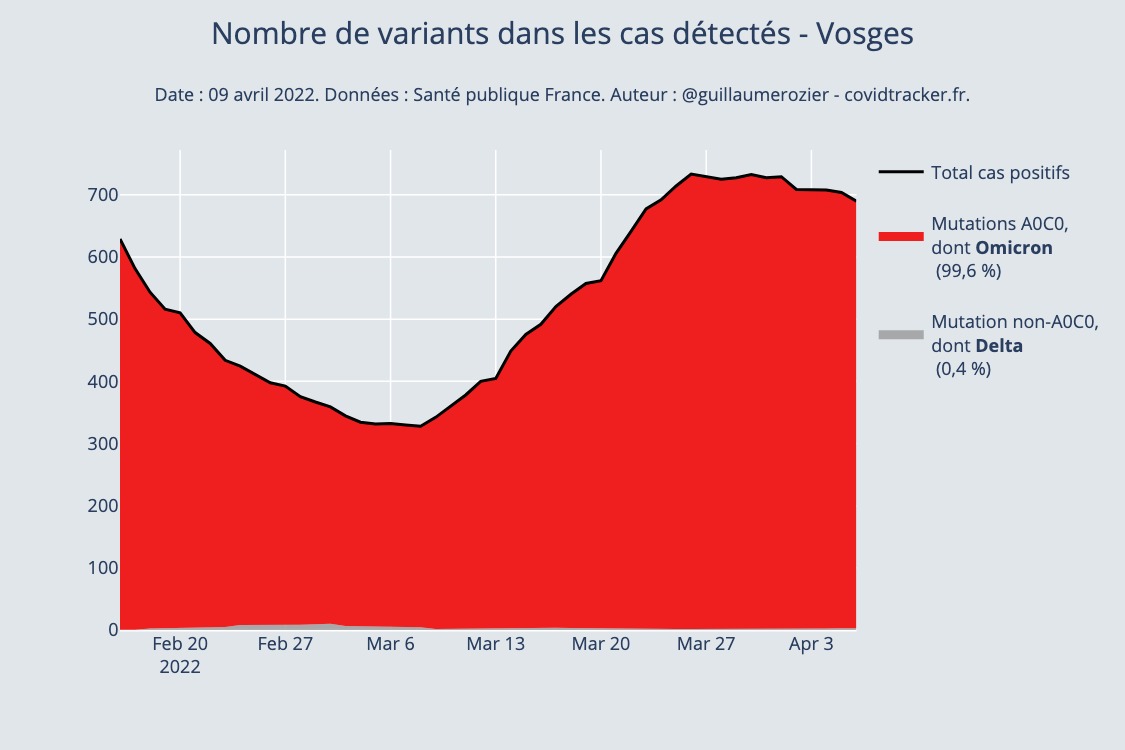 Nombre de variants dans les cas détectés - Vosges
Date : 09 avril 2022. Données : Santé publique France. Auteur : @guillaumerozier - covidtracker.fr.
700
600
500
400
300
200
100
0
Feb 20
2022
Feb 27
Mar 6
Mar 13
Mar 20
Mar 27
Apr 3
Total cas positifs
Mutations A0C0,
dont Omicron
(99,6 %)
Mutation non-A0C0,
dont Delta
(0,4 %)